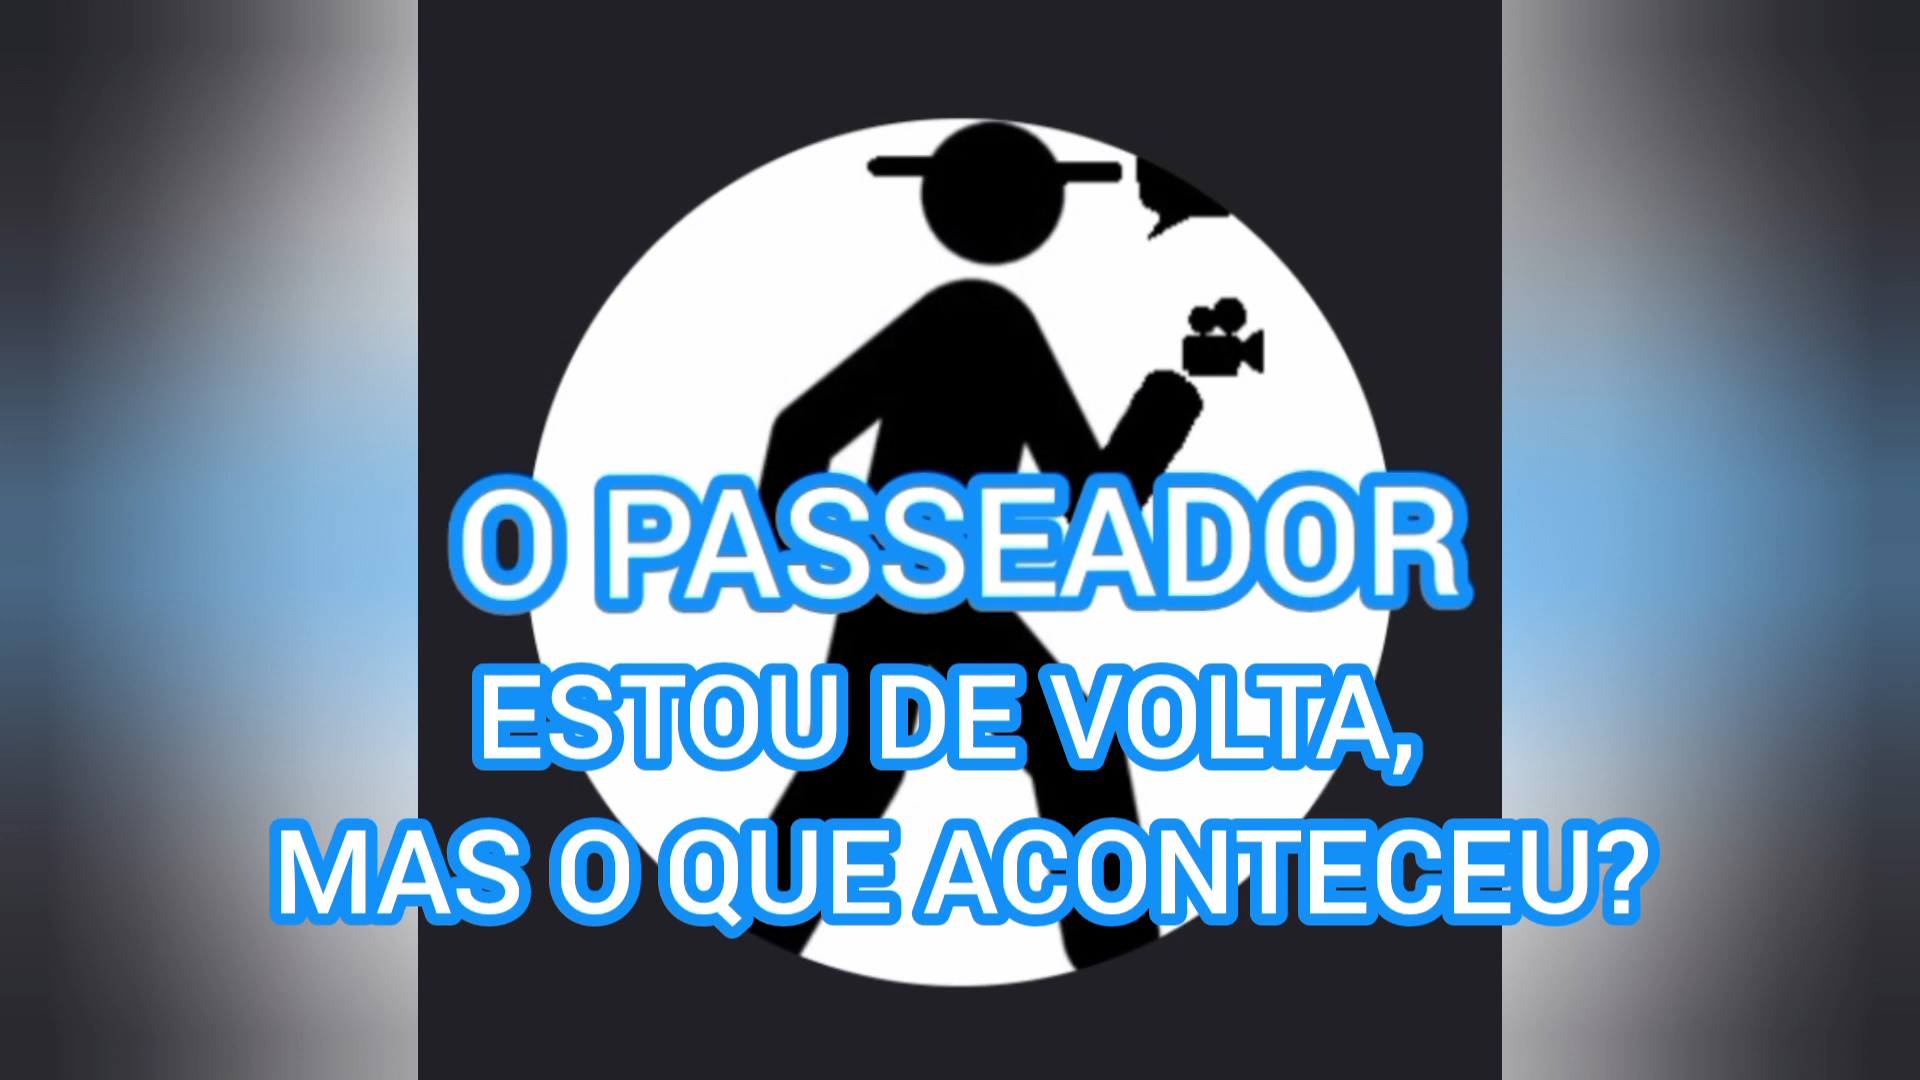 O PASSEADOR
ESTOU DE VOLTA,
MAS O QUE ACONTECEU?